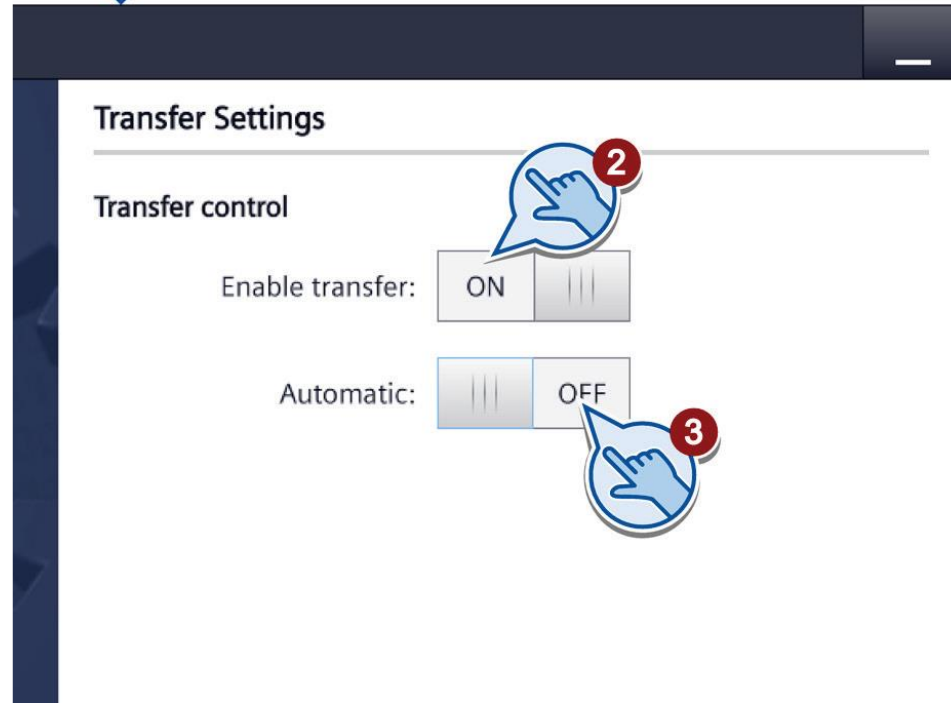 Transfer Settings
2
Transfer control
Enable transfer: ON
Automatic: OFF
3